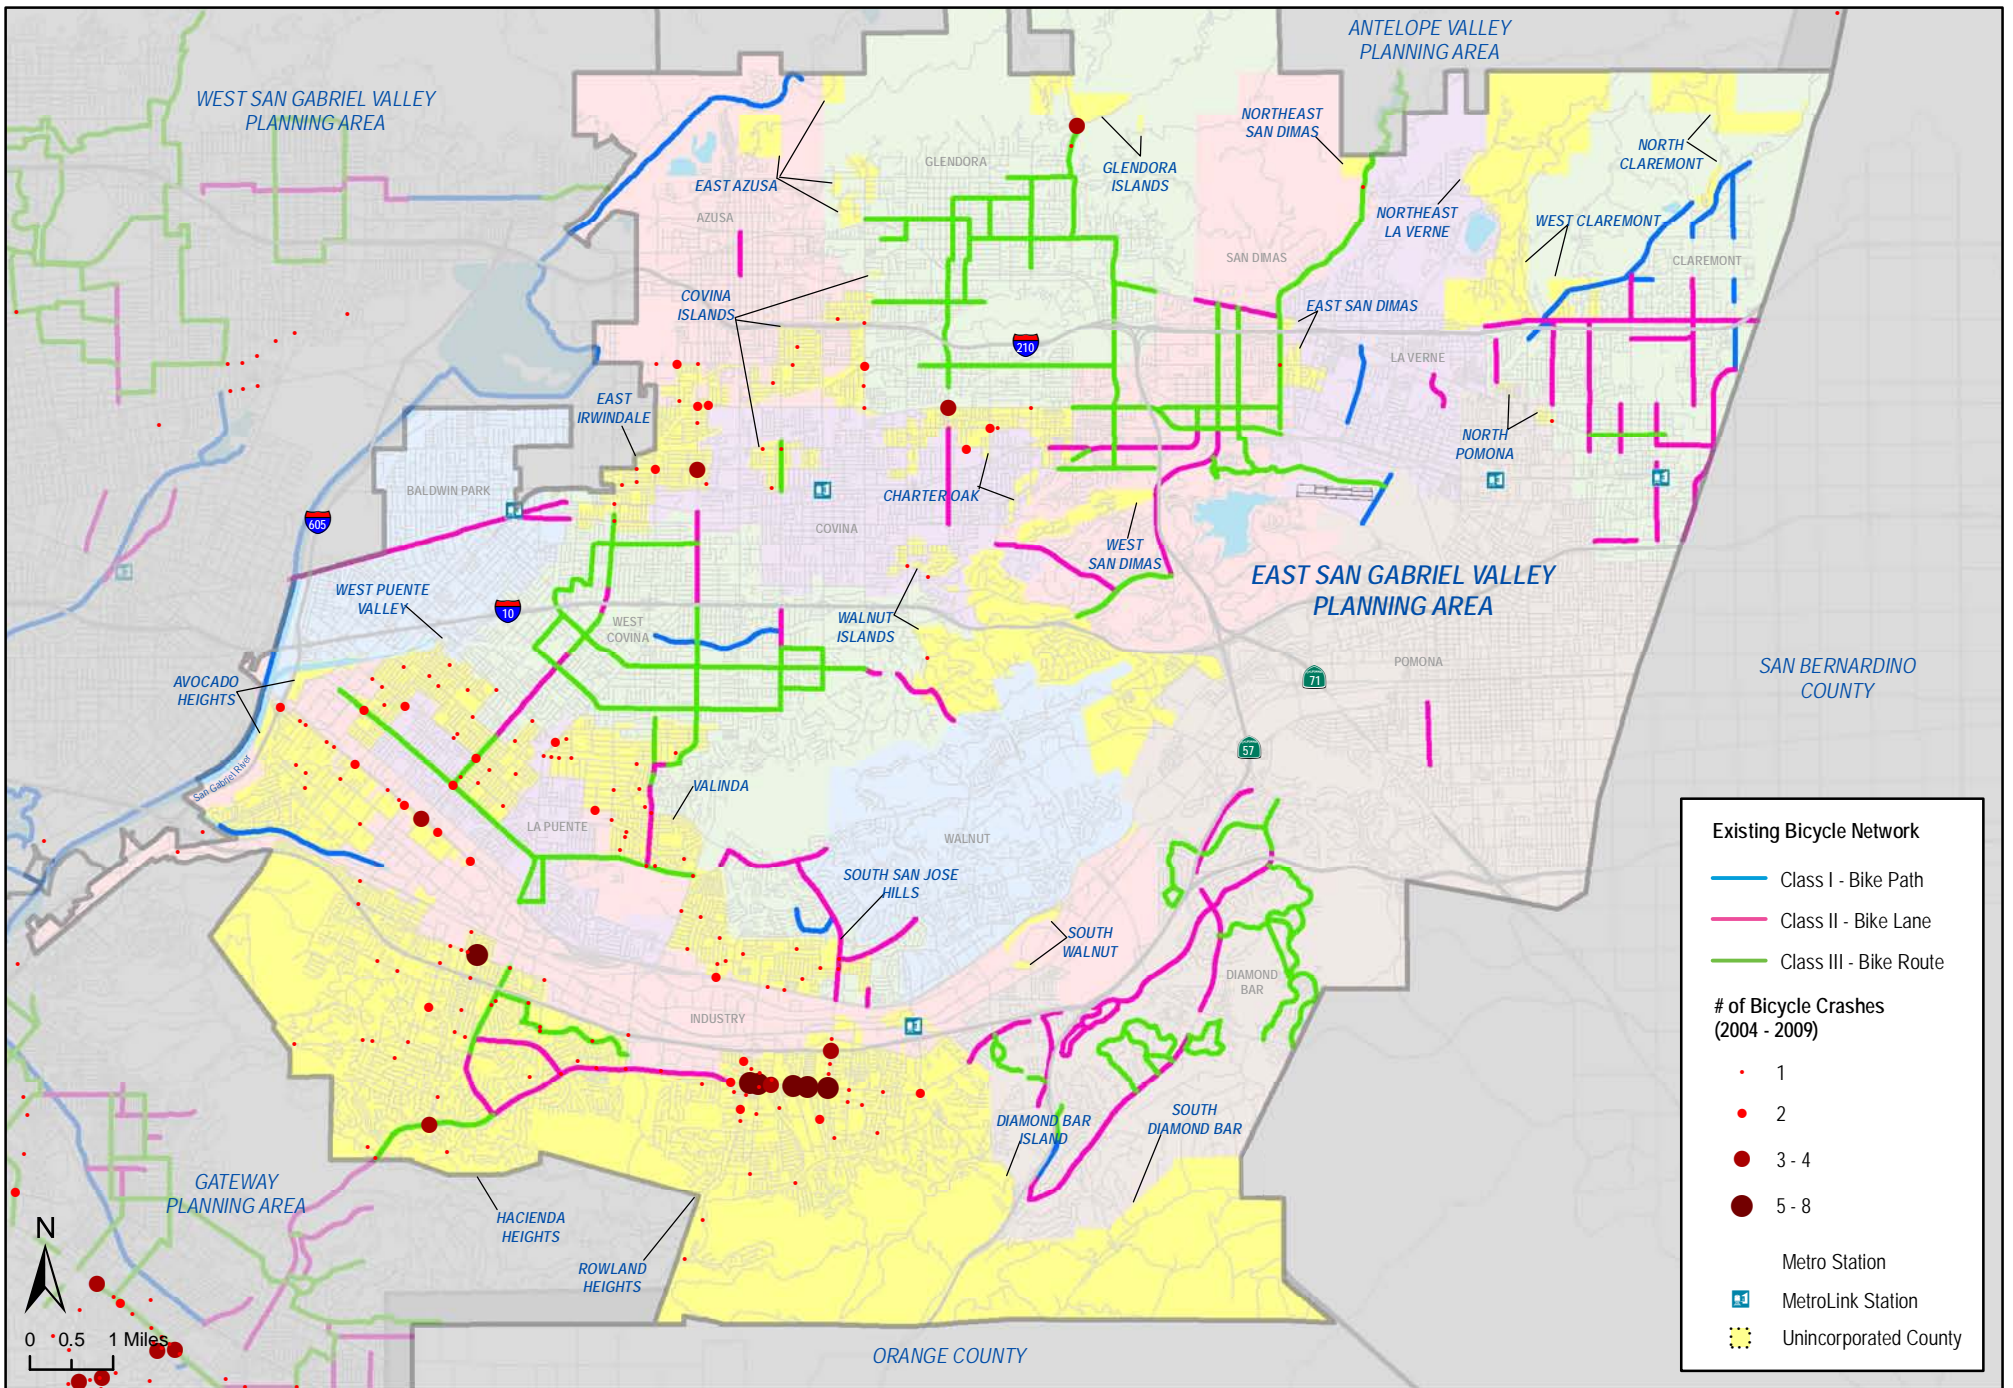 ANTELOPE VALLEY
PLANNING AREA
WEST SAN GABRIEL VALLEY
PLANNING AREA
NORTHEAST
SAN DIMAS
NORTH
CLAREMONT
GLENDORA
GLENDORA
ISLANDS
EAST AZUSA
AZUSA
NORTHEAST
LA VERNE
WEST CLAREMONT
SAN DIMAS
CLAREMONT
COVINA
ISLANDS
EAST SAN DIMAS
210
LA VERNE
EAST
IRWINDALE
NORTH
POMONA
BALDWIN PARK
CHARTER OAK
605
COVINA
WEST
SAN DIMAS
EAST SAN GABRIEL VALLEY
PLANNING AREA
WEST PUENTE
VALLEY
10
WEST
COVINA
WALNUT
ISLANDS
POMONA
SAN BERNARDINO
COUNTY
71
AVOCADO
HEIGHTS
57
San Gabriel River
VALINDA
LA PUENTE
WALNUT
SOUTH SAN JOSE
HILLS
SOUTH
WALNUT
DIAMOND
BAR
INDUSTRY
DIAMOND BAR
ISLAND
SOUTH
DIAMOND BAR
GATEWAY
PLANNING AREA
HACIENDA
HEIGHTS
ROWLAND
HEIGHTS
ORANGE COUNTY
N
0 0.5 1 Miles
Existing Bicycle Network
Class I - Bike Path
Class II - Bike Lane
Class III - Bike Route
# of Bicycle Crashes
(2004 - 2009)
1
2
3 - 4
5 - 8
Metro Station
MetroLink Station
Unincorporated County